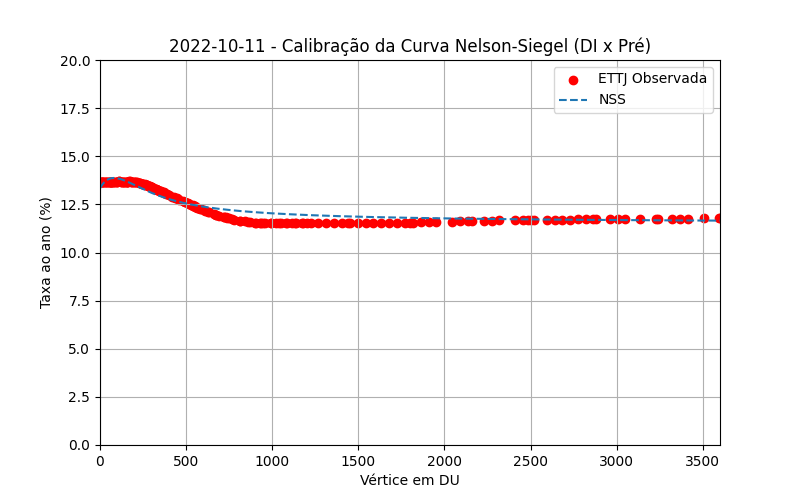 2022-10-11 - Calibração da Curva Nelson-Siegel (DI x Pré)
ETTJ Observada
NSS
20.0
17.5
15.0
12.5
10.0
7.5
5.0
2.5
0.0
Taxa ao ano (%)
0 500 1000 1500 2000 2500 3000 3500
Vértice em DU